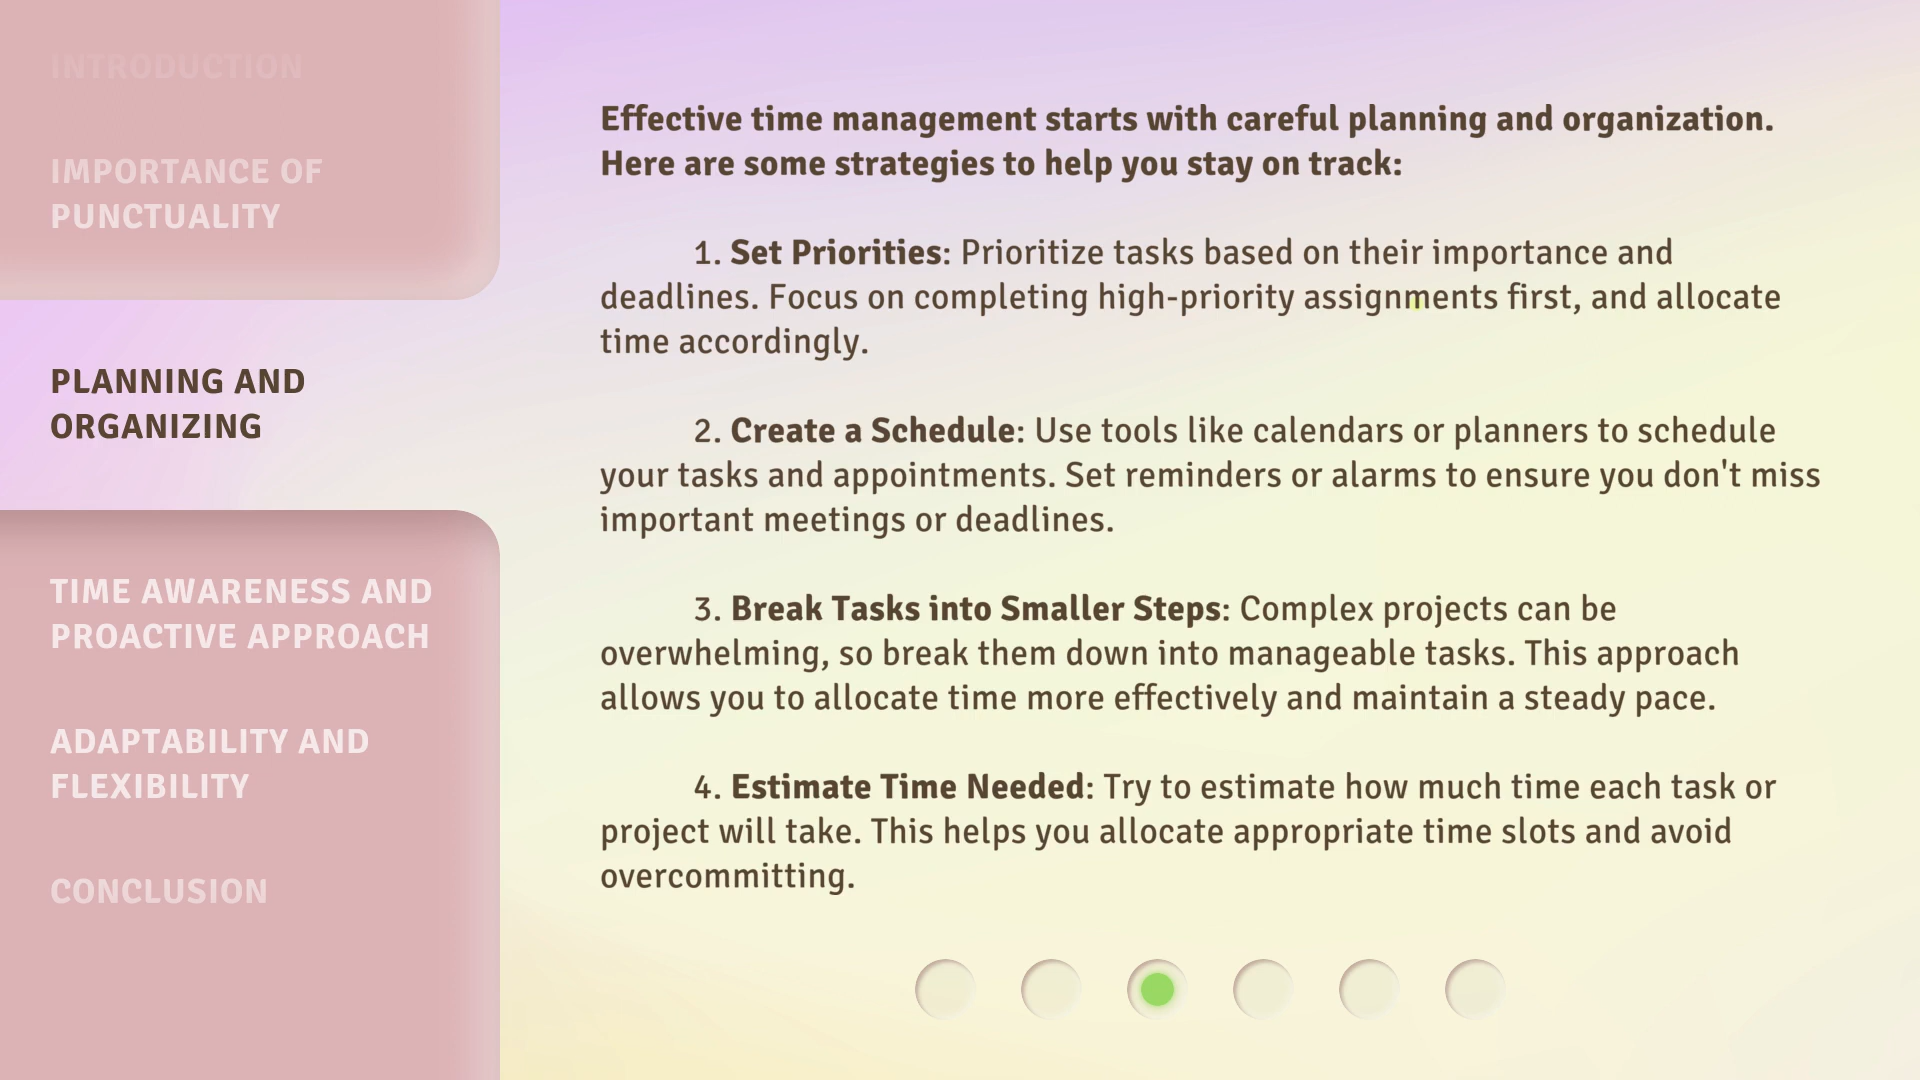 INTRODUCTION
IMPORTANCE OF
PUNCTUALITY
PLANNING AND
ORGANIZING
TIME AWARENESS AND
PROACTIVE APPROACH
ADAPTABILITY AND
FLEXIBILITY
CONCLUSION
Effective time management starts with careful planning and organization.
Here are some strategies to help you stay on track:
1. Set Priorities: Prioritize tasks based on their importance and
deadlines. Focus on completing high-priority assignments first, and allocate
time accordingly.
2. Create a Schedule: Use tools like calendars or planners to schedule
your tasks and appointments. Set reminders or alarms to ensure you don't miss
important meetings or deadlines.
3. Break Tasks into Smaller Steps: Complex projects can be
overwhelming, so break them down into manageable tasks. This approach
allows you to allocate time more effectively and maintain a steady pace.
4. Estimate Time Needed: Try to estimate how much time each task or
project will take. This helps you allocate appropriate time slots and avoid
overcommitting.